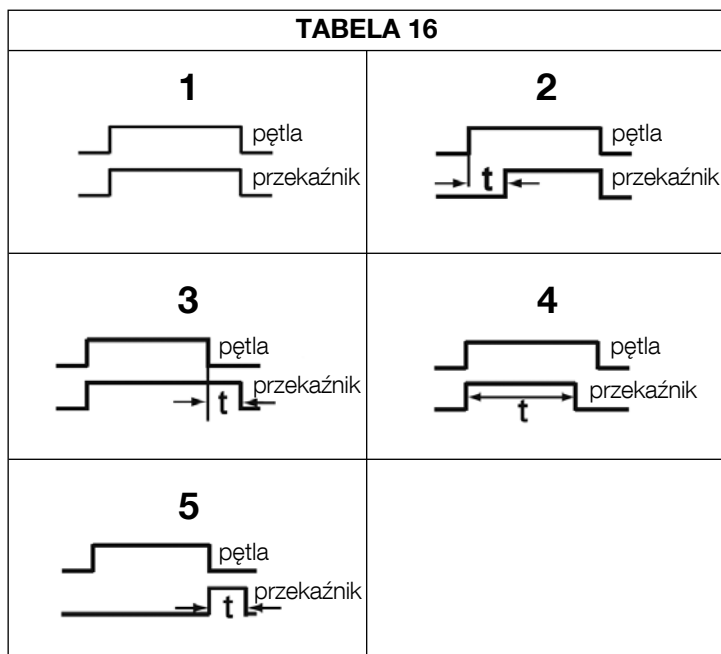 TABELA 16
1
pętla
przekaźnik
2
pętla
t
przekaźnik
3
pętla
przekaźnik
t
4
pętla
przekaźnik
t
5
pętla
przekaźnik
t